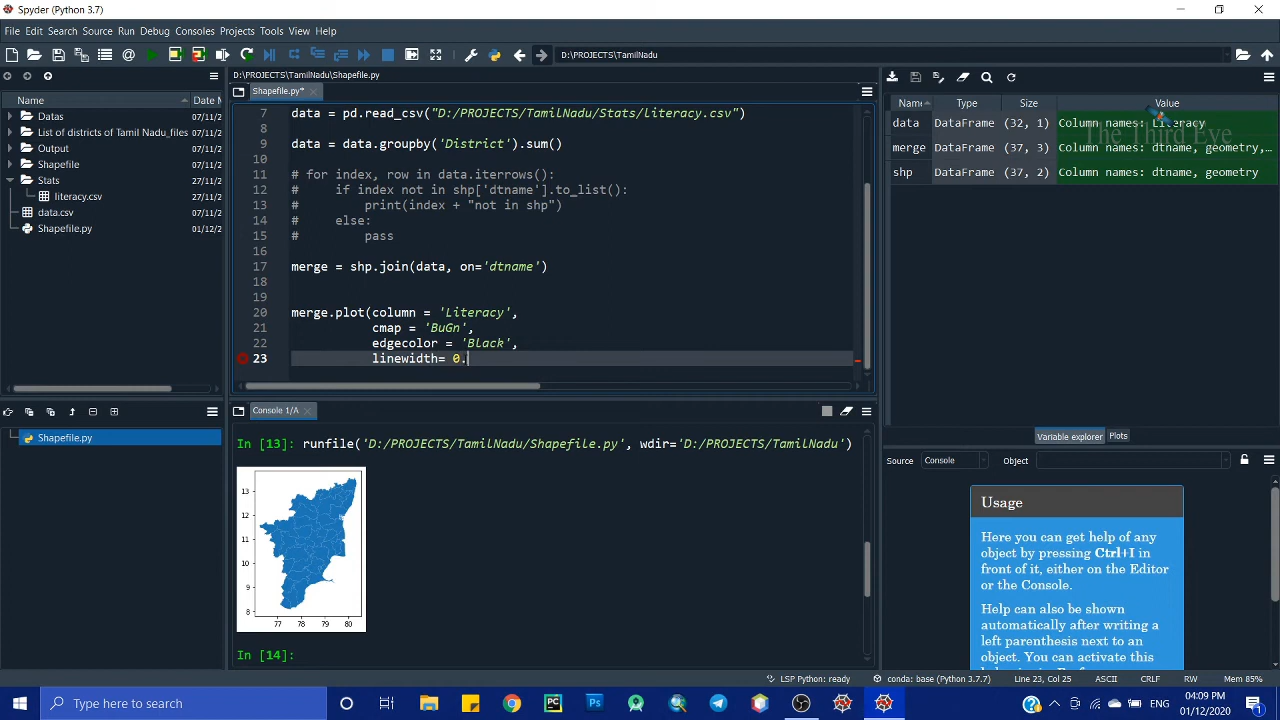 Spyder (Python 3.7)
File Edit Search Source Run Debug Consoles Projects Tools View Help
D:\PROJECTS\TamilNadu
Name Date M
Datas 07/11/2
List of districts of Tamil Nadu_files 07/11/2
Output 07/11/2
Shapefile 07/11/2
Stats 27/11/2
literacy.csv 27/11/2
data.csv 07/11/2
Shapefile.py 01/12/2
D:\PROJECTS\TamilNadu\Shapefile.py
Shapefile.py*
7 data = pd.read_csv("D:/PROJECTS/TamilNadu/Stats/literacy.csv")
8
9 data = data.groupby('District').sum()
10
11 # for index, row in data.iterrows():
12 #     if index not in shp['dtname'].to_list():
13 #         print(index + "not in shp")
14 #     else:
15 #         pass
16
17 merge = shp.join(data, on='dtname')
18
19
20 merge.plot(column = 'Literacy',
21            cmap = 'BuGn',
22            edgecolor = 'Black',
23            linewidth= 0.
Name Type Size Value
data DataFrame (32, 1) Column names: Literacy
merge DataFrame (37, 3) Column names: dtname, geometry,…
shp DataFrame (37, 2) Column names: dtname, geometry
The Third Eye
Variable explorer Plots
Source Console Object
Usage
Here you can get help of any
object by pressing Ctrl+I in
front of it, either on the Editor
or the Console.
Help can also be shown
automatically after writing a
left parenthesis next to an
object. You can activate this
Shapefile.py
Console 1/A
In [13]: runfile('D:/PROJECTS/TamilNadu/Shapefile.py', wdir='D:/PROJECTS/TamilNadu')
13
12
11
10
9
8
77 78 79 80
In [14]:
LSP Python: ready conda: base (Python 3.7.7) Line 23, Col 25 ASCII CRLF RW Mem 85%
Type here to search
PC
Ps
ENG
04:09 PM
01/12/2020
1